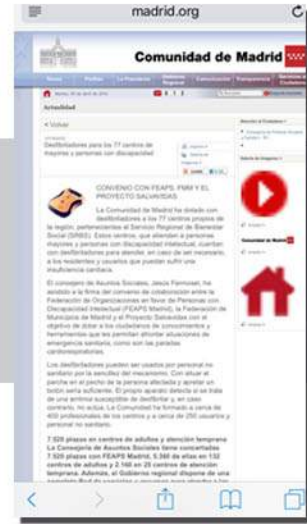 madrid.org
Comunidad de Madrid
Actualidad
« Volver
Desfibriladores para los 77 centros de
mayores y personas con discapacidad
CONVENIO CON FEAPS, FMM Y EL
PROYECTO SALVAVIDAS
La Comunidad de Madrid ha dotado con
desfibriladores a los 77 centros propios de
la región, pertenecientes al Servicio Regional de Bienestar
Social (SRBS). Estos centros, que atienden a personas
mayores y personas con discapacidad intelectual, cuentan
con desfibriladores para atender, en caso de ser necesario,
a los residentes y usuarios que puedan sufrir una
insuficiencia cardiaca.
El consejero de Asuntos Sociales, Jesús Fermosel, ha
asistido a la firma del convenio de colaboración entre la
Federación de Organizaciones en favor de Personas con
Discapacidad Intelectual (FEAPS Madrid), la Federación de
Municipios de Madrid y el Proyecto Salvavidas con el
objetivo de dotar a los ciudadanos de conocimientos y
herramientas que les permitan afrontar situaciones de
emergencia sanitaria, como son las paradas
cardiorrespiratorias.
Los desfibriladores pueden ser usados por personal no
sanitario por la sencillez del mecanismo. Con situar el
parche en el pecho de la persona afectada y apretar un
botón sería suficiente. El propio aparato detecta si se trata
de una arritmia susceptible de desfibrilar y, en caso
contrario, no actúa. La Comunidad ha formado a cerca de
400 profesionales de los centros y a cerca de 250 usuarios y
personal no sanitario.
7.520 plazas en centros de adultos y atención temprana
La Consejería de Asuntos Sociales tiene concertadas
7.520 plazas con FEAPS Madrid, 5.360 de ellas en 132
centros de adultos y 2.160 en 25 centros de atención
temprana. Además, el Gobierno regional dispone de una
Comunidad de Madrid